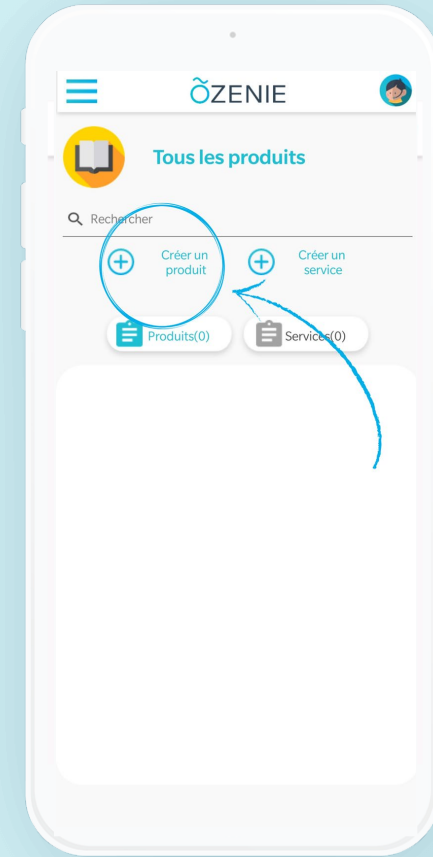 ÕZENIE
Tous les produits
Rechercher
Créer un
produit
Créer un
service
Produits(0)
Services(0)